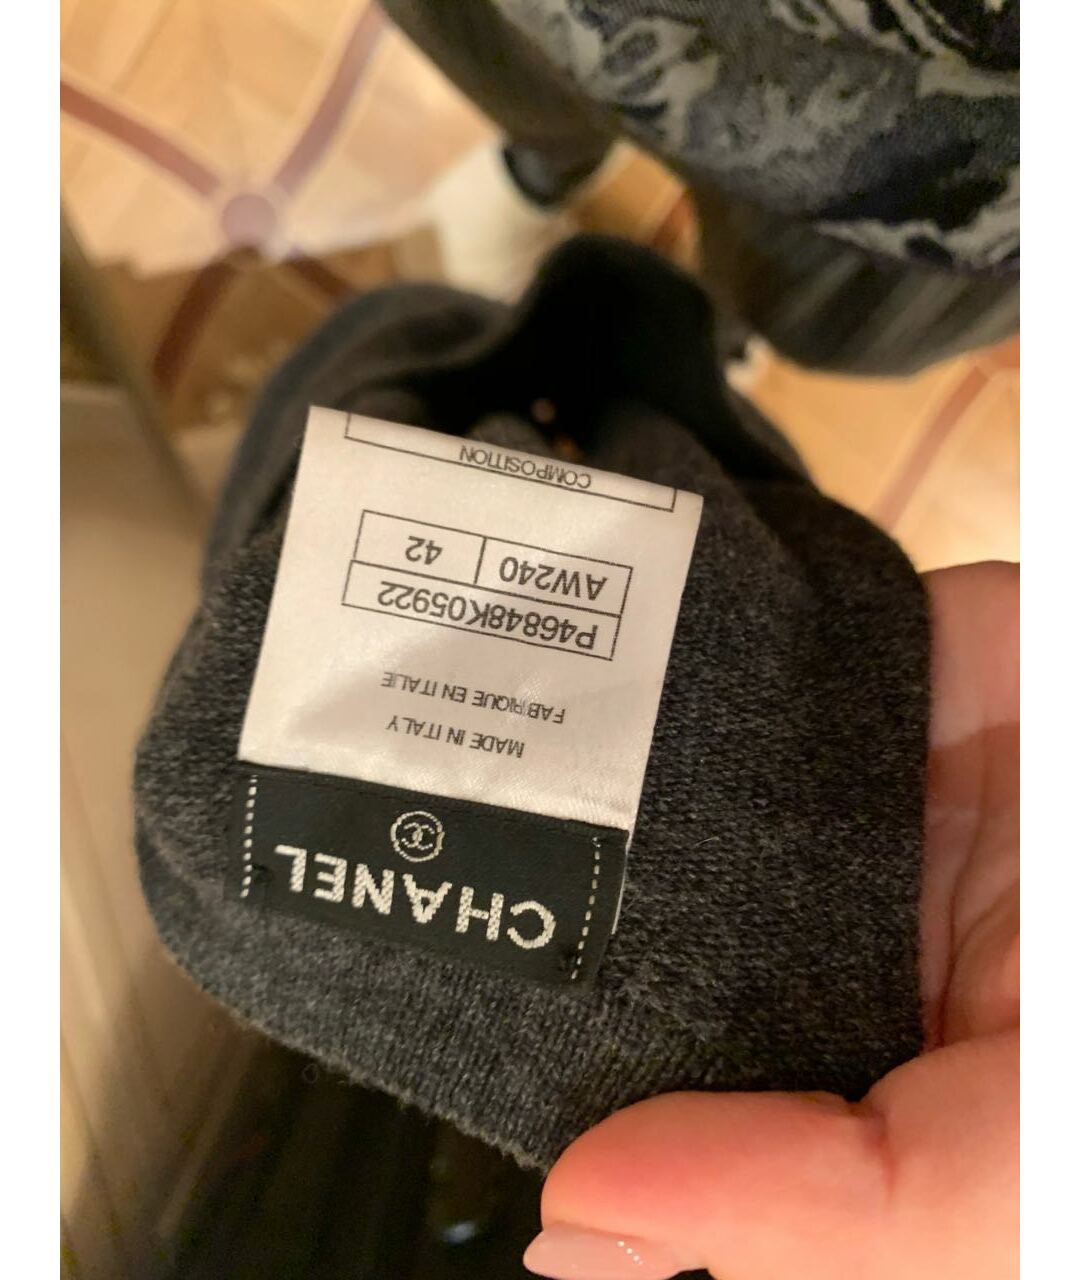 CHANEL
MADE IN ITALY
FABRIQUE EN ITALIE
P46848K05922
AW240 42
COMPOSITION